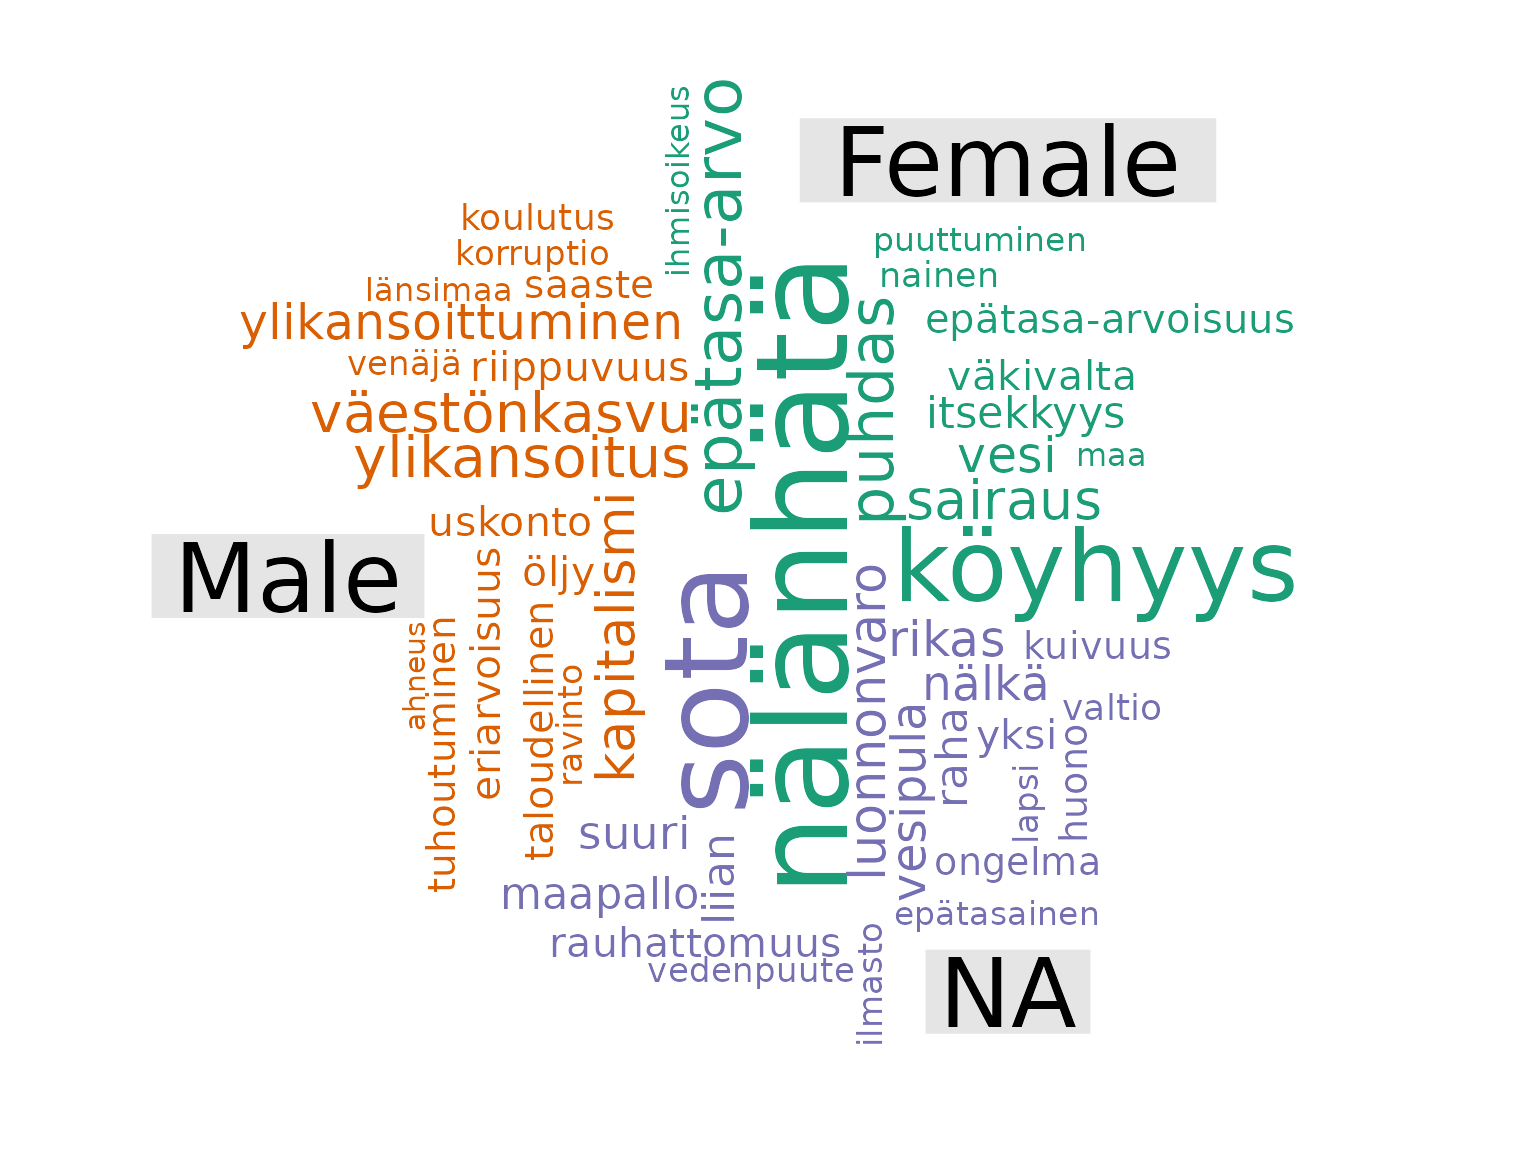 Female
ihmisoikeus
epätasa-arvo
nälänhätä
puhdas
puuttuminen
nainen
epätasa-arvoisuus
väkivalta
itsekkyys
vesi
maa
sairaus
köyhyys
koulutus
korruptio
länsimaa
saaste
ylikansoittuminen
venäjä
riippuvuus
väestönkasvu
ylikansoitus
uskonto
Male
öljy
kapitalismi
eriarvoisuus
ahneus
tuhoutuminen
taloudellinen
ravinto
sota
luonnonvaro
rikas
kuivuus
nälkä
valtio
vesipula
raha
yksi
lapsi
huono
suuri
liian
ongelma
maapallo
epätasainen
rauhattomuus
vedenpuute
ilmasto
NA